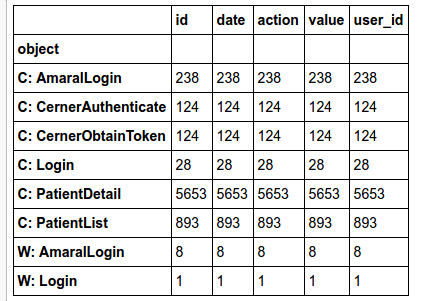 id date action value user_id
object
C: AmaralLogin 238 238 238 238 238
C: CernerAuthenticate 124 124 124 124 124
C: CernerObtainToken 124 124 124 124 124
C: Login 28 28 28 28 28
C: PatientDetail 5653 5653 5653 5653 5653
C: PatientList 893 893 893 893 893
W: AmaralLogin 8 8 8 8 8
W: Login 1 1 1 1 1